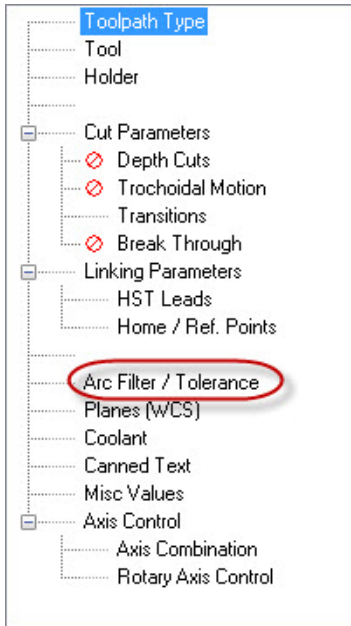 Toolpath Type
Tool
Holder
Cut Parameters
Depth Cuts
Trochoidal Motion
Transitions
Break Through
Linking Parameters
HST Leads
Home / Ref. Points
Arc Filter / Tolerance
Planes (WCS)
Coolant
Canned Text
Misc Values
Axis Control
Axis Combination
Rotary Axis Control